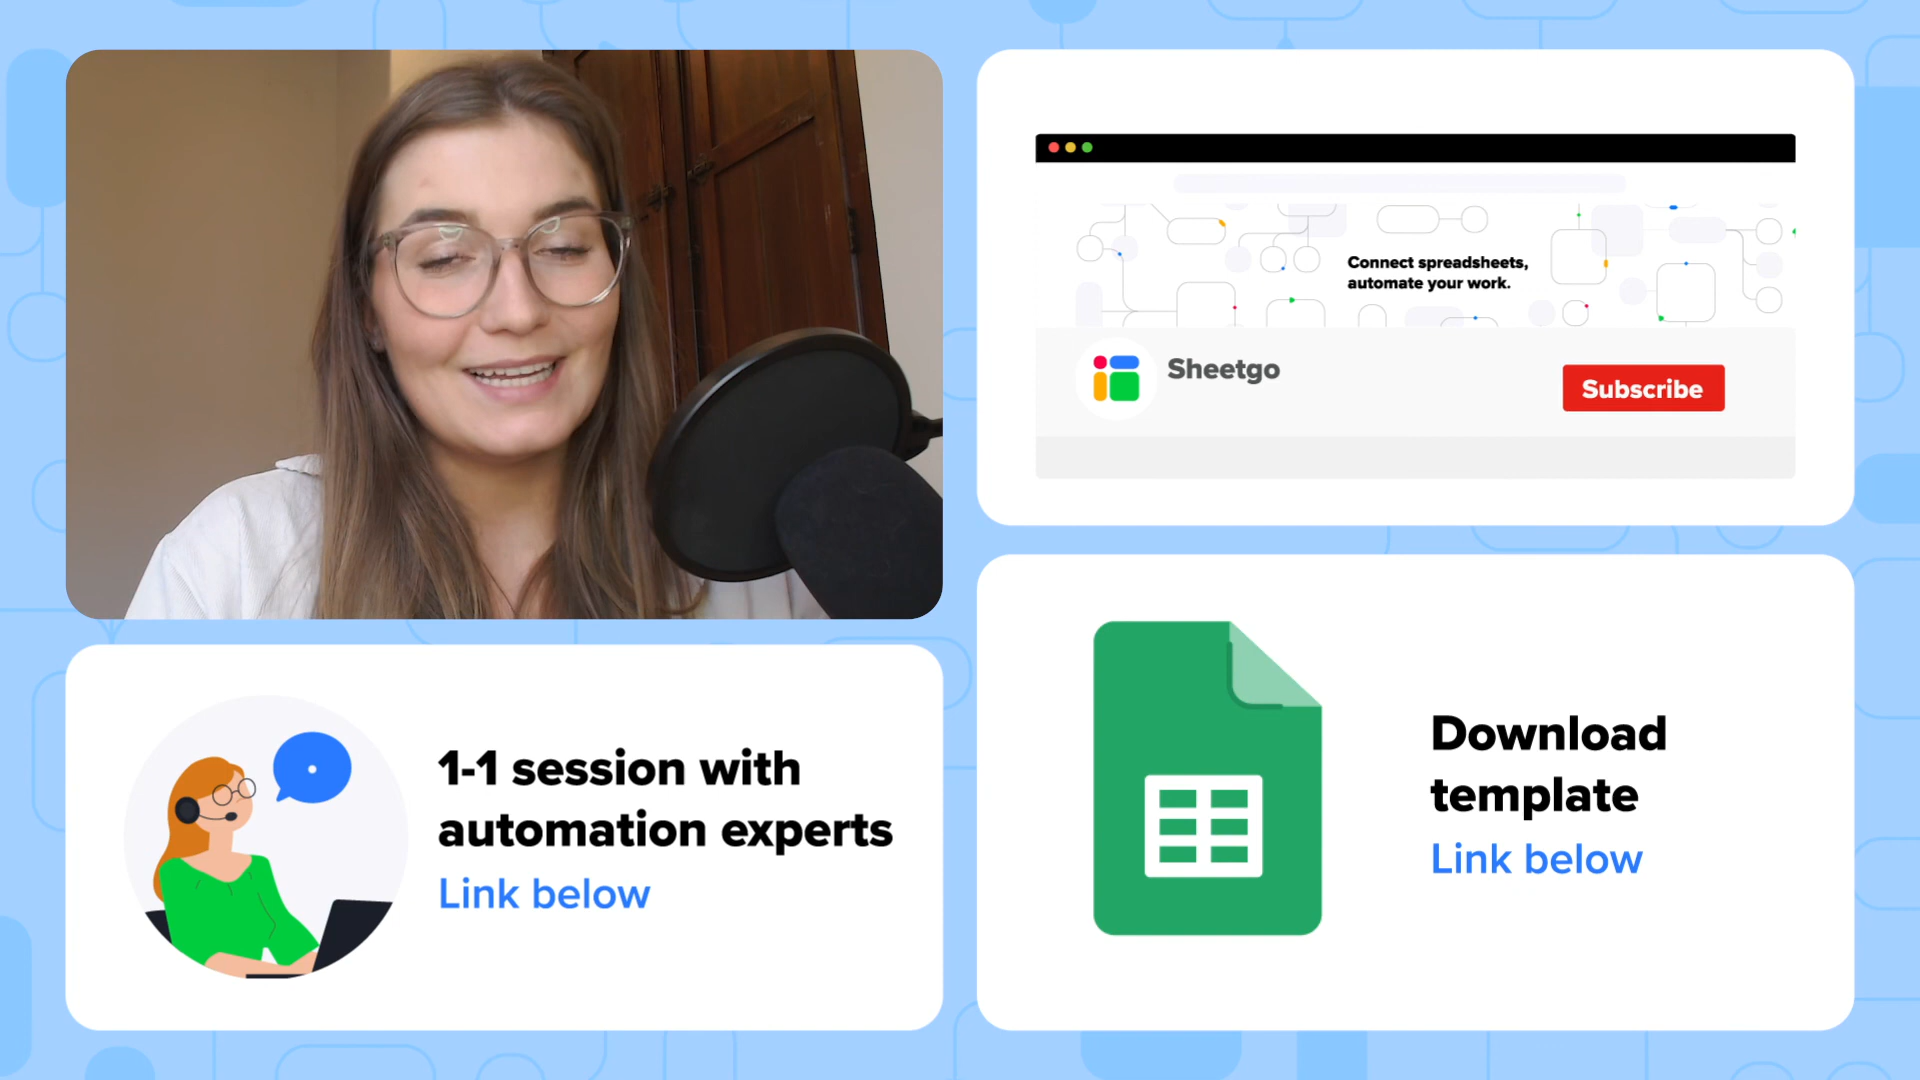 Connect spreadsheets,
automate your work.
Sheetgo
Subscribe
1-1 session with
automation experts
Link below
Download
template
Link below